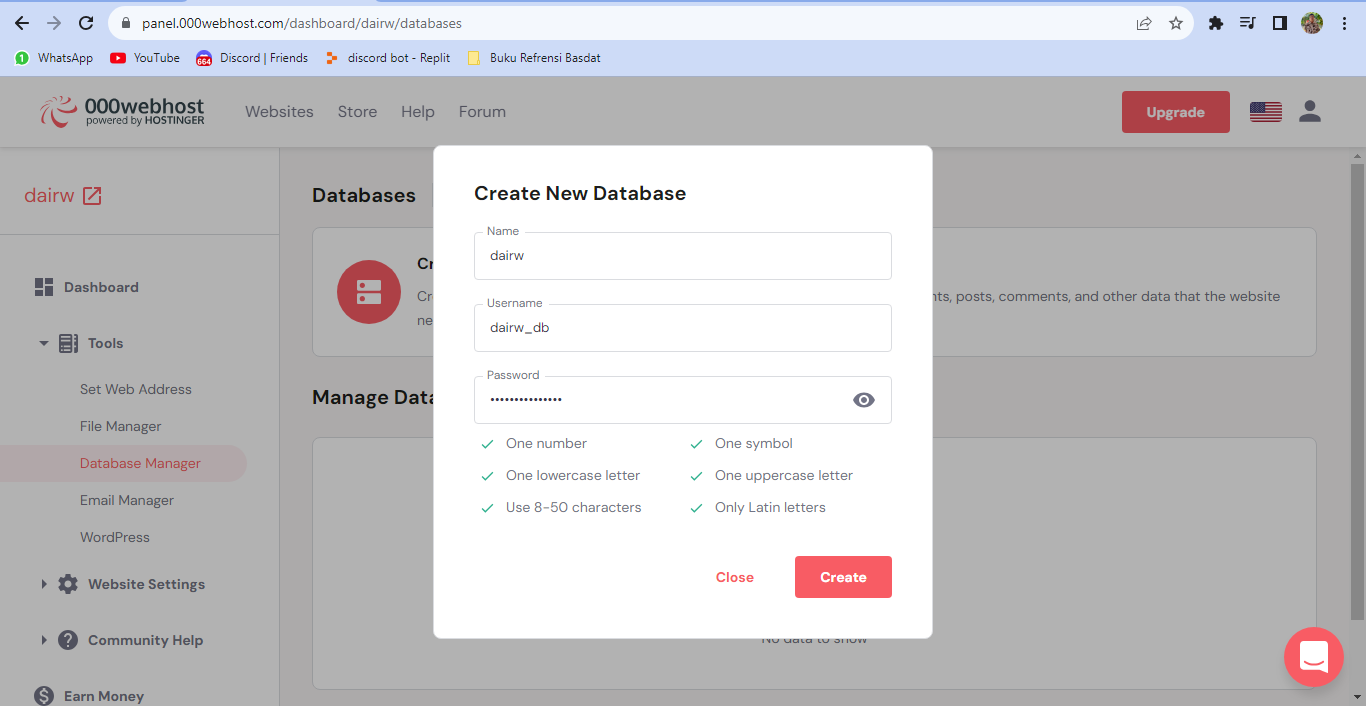 panel.000webhost.com/dashboard/dairw/databases
1 WhatsApp YouTube 664 Discord | Friends discord bot - Replit Buku Refrensi Basdat
000webhost Websites Store Help Forum Upgrade
powered by HOSTINGER
dairw
Dashboard
Tools
Set Web Address
File Manager
Database Manager
Email Manager
WordPress
Website Settings
Community Help
Earn Money
Databases
Cr
Cr
nts, posts, comments, and other data that the website
ne
Manage Data
No data to show
Create New Database
Name
dairw
Username
dairw_db
Password
•••••••••••••••
One number One symbol
One lowercase letter One uppercase letter
Use 8-50 characters Only Latin letters
Close Create